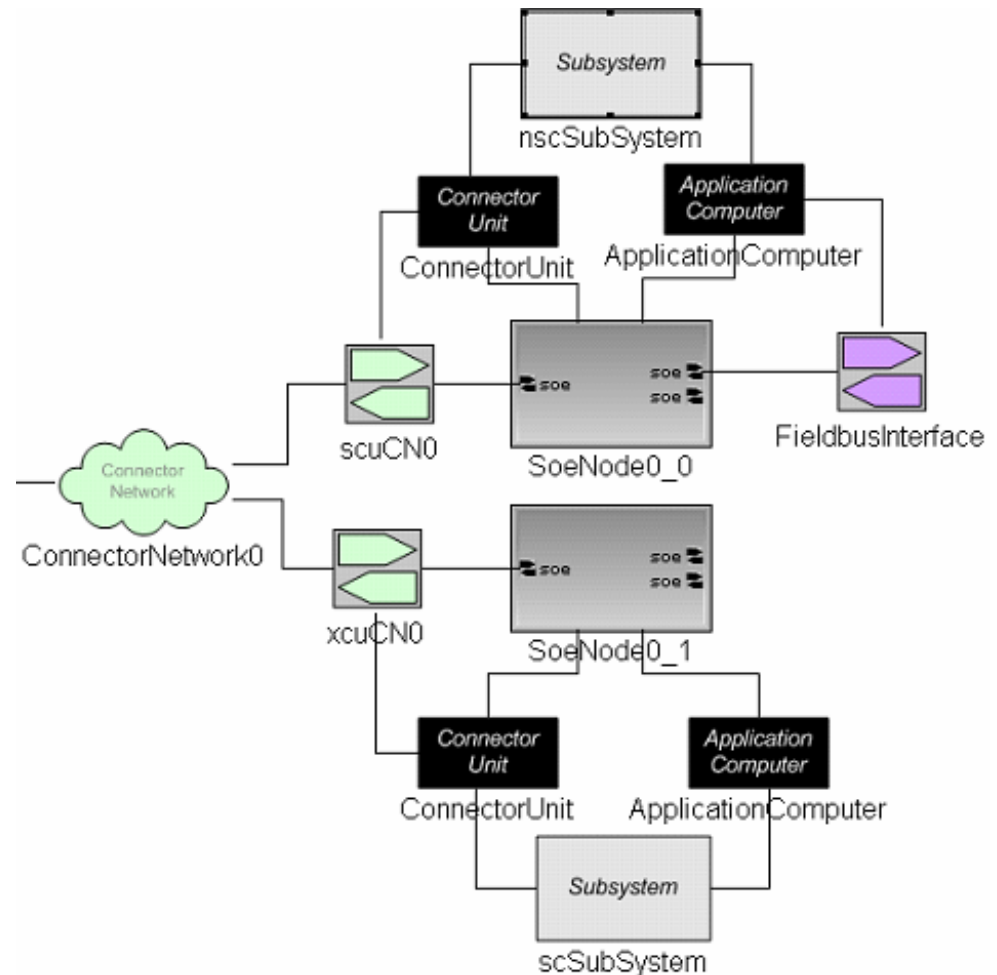 Subsystem
nscSubSystem
Connector
Unit
ConnectorUnit
Application
Computer
ApplicationComputer
scuCN0
soe
soe
soe
SoeNode0_0
FieldbusInterface
Connector
Network
ConnectorNetwork0
xcuCN0
soe
soe
soe
SoeNode0_1
Connector
Unit
ConnectorUnit
Application
Computer
ApplicationComputer
Subsystem
scSubSystem